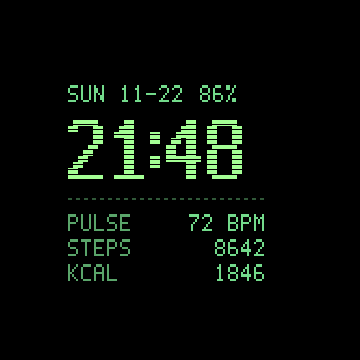 SUN 11-22 86%
21:48
PULSE 72 BPM
STEPS 8642
KCAL 1846